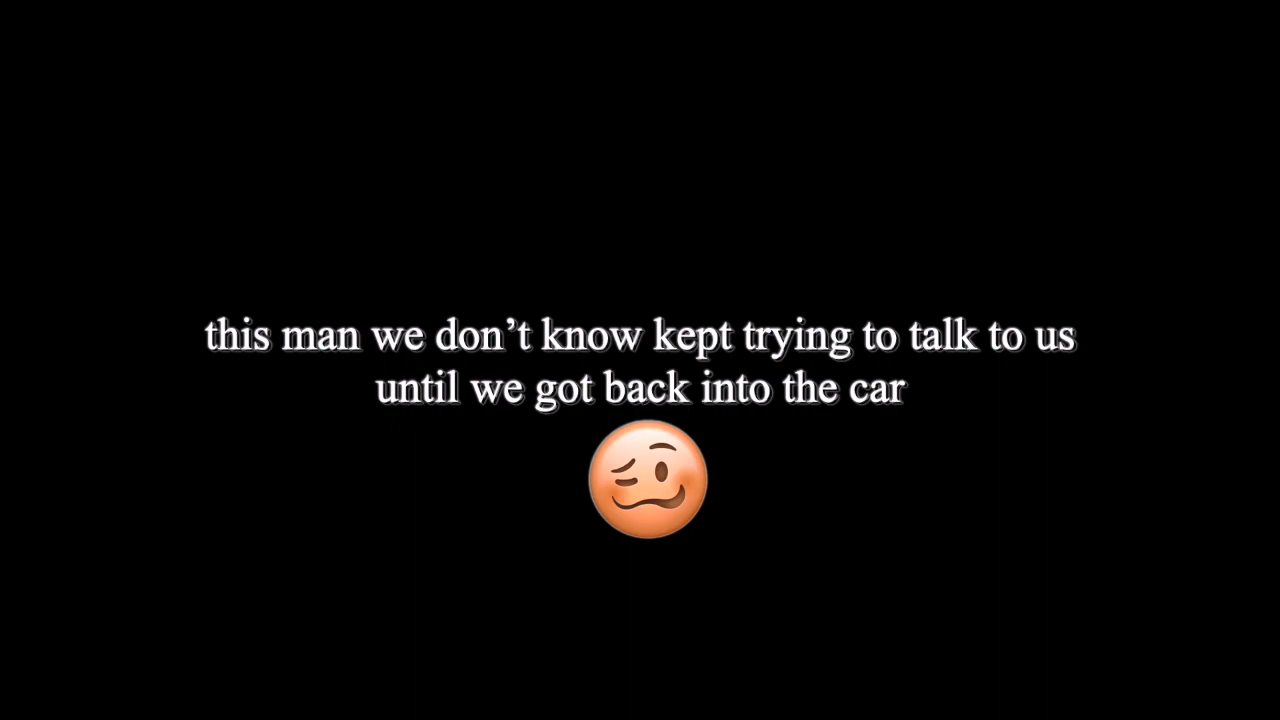 this man we don’t know kept trying to talk to us
until we got back into the car